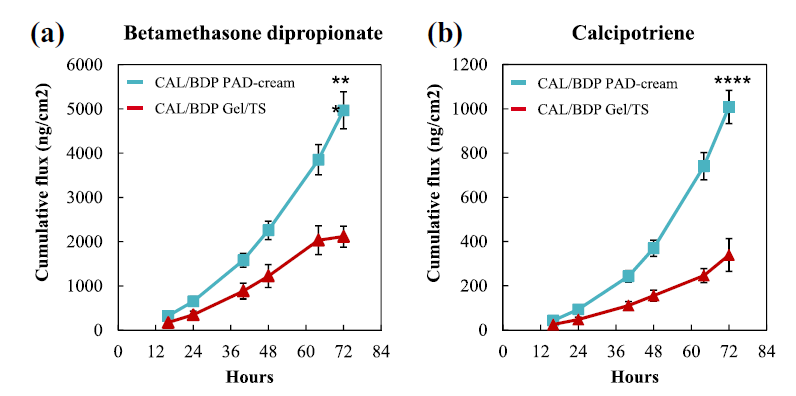 (a) Betamethasone dipropionate
6000
5000
4000
3000
2000
1000
0
Cumulative flux (ng/cm2)
CAL/BDP PAD-cream
CAL/BDP Gel/TS
**
*
0 12 24 36 48 60 72 84
Hours
(b) Calcipotriene
1200
1000
800
600
400
200
0
Cumulative flux (ng/cm2)
CAL/BDP PAD-cream
CAL/BDP Gel/TS
****
0 12 24 36 48 60 72 84
Hours